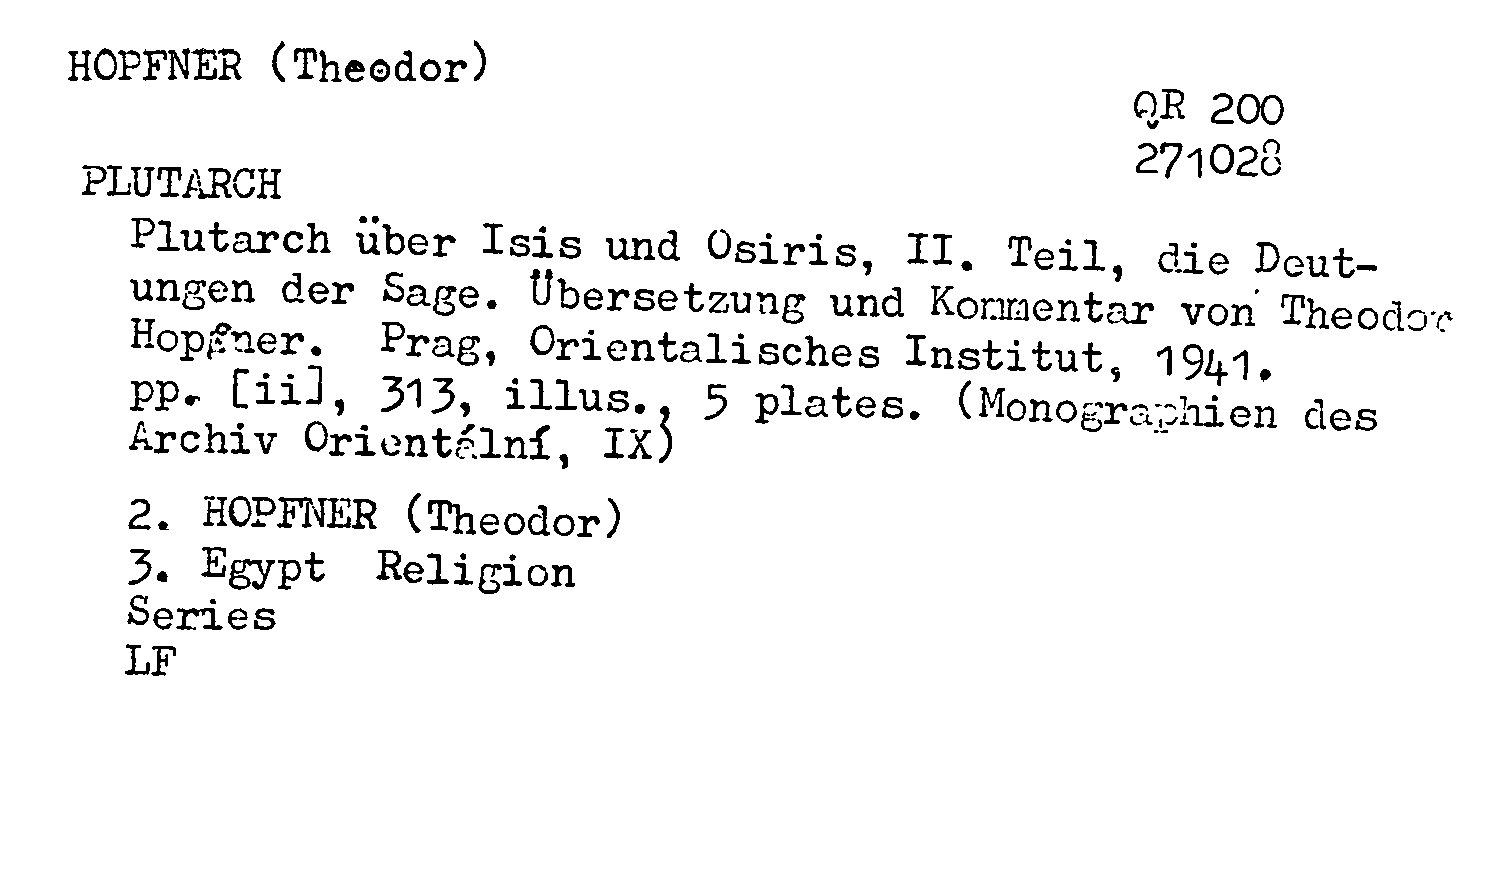 HOPFNER (Theodor)
QR 200
271028
PLUTARCH
Plutarch über Isis und Osiris, II. Teil, die Deut-
ungen der Sage. Übersetzung und Kommentar von Theodor
Hopfner. Prag, Orientalisches Institut, 1941.
pp. [ii], 313, illus., 5 plates. (Monographien des
Archiv Orientální, IX)
2. HOPFNER (Theodor)
3. Egypt Religion
Series
LF